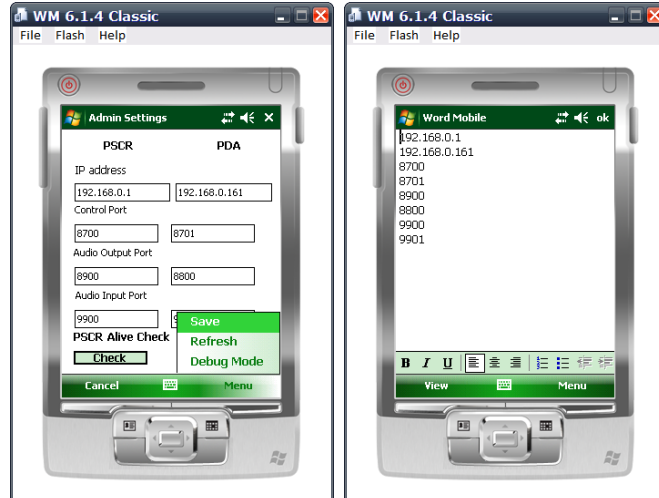 WM 6.1.4 Classic
File Flash Help
Admin Settings
PSCR PDA
IP address
192.168.0.1 192.168.0.161
Control Port
8700 8701
Audio Output Port
8900 8800
Audio Input Port
9900 9
PSCR Alive Check
Check
Save
Refresh
Debug Mode
Cancel Menu
WM 6.1.4 Classic
File Flash Help
Word Mobile ok
192.168.0.1
192.168.0.161
8700
8701
8900
8800
9900
9901
B I U
View Menu